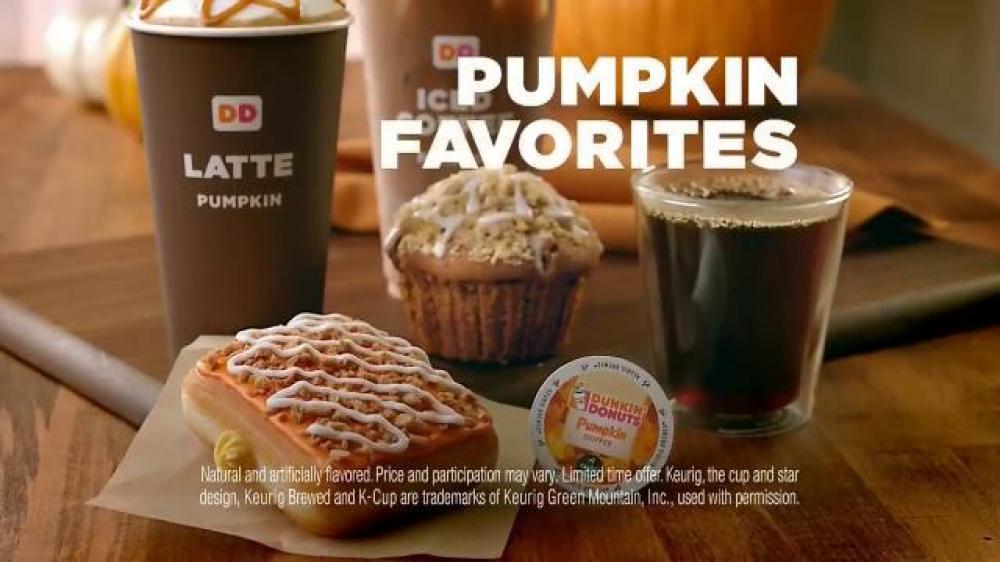 PUMPKIN
FAVORITES
DD
LATTE
PUMPKIN
DD
ICED
COFFEE
DUNKIN'
DONUTS
Pumpkin
COFFEE
Natural and artificially flavored. Price and participation may vary. Limited time offer. Keurig, the cup and star
design, Keurig Brewed and K-Cup are trademarks of Keurig Green Mountain, Inc., used with permission.